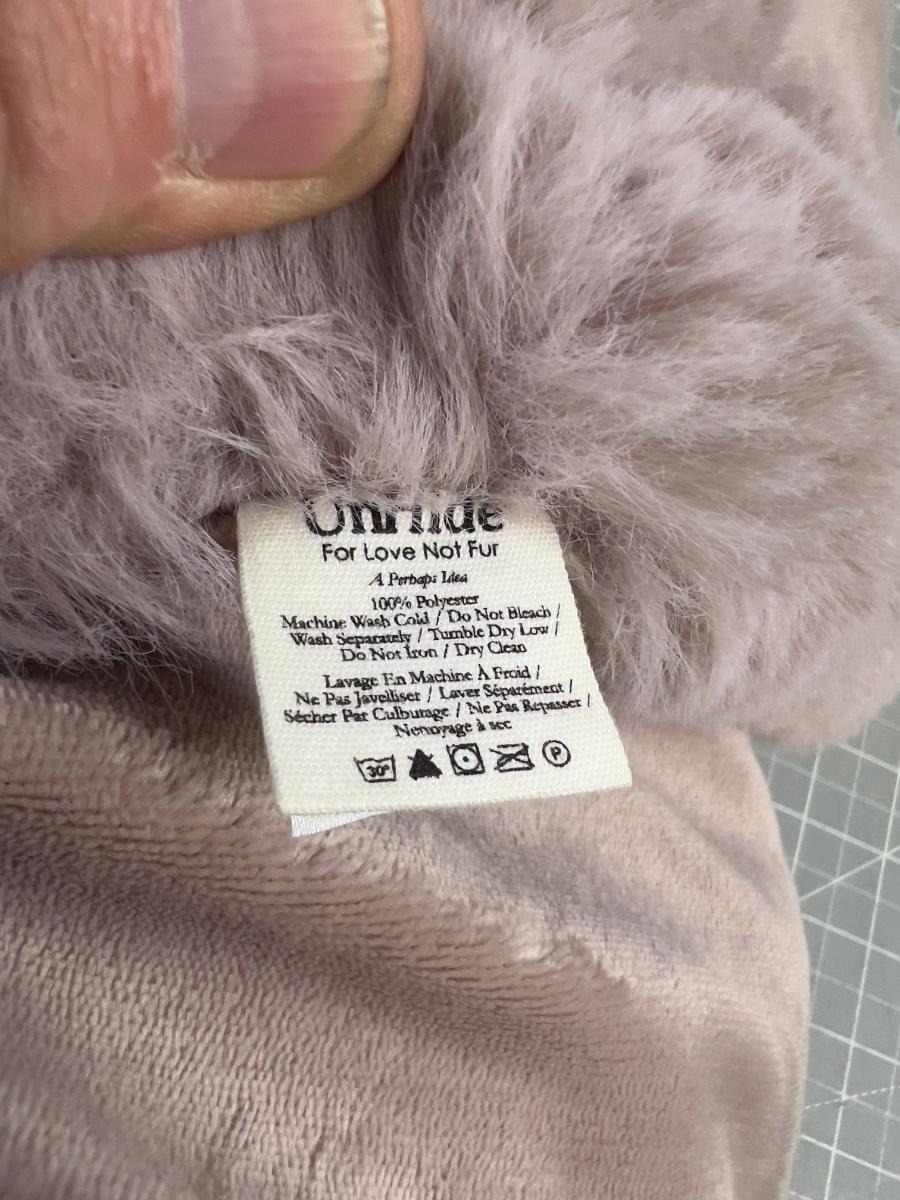 UnHide
For Love Not Fur
A Perhaps Idea
100% Polyester
Machine Wash Cold / Do Not Bleach /
Wash Separately / Tumble Dry Low /
Do Not Iron / Dry Clean
Lavage En Machine À Froid /
Ne Pas Javelliser / Laver Séparément /
Sécher Par Culbutage / Ne Pas Repasser /
Nettoyage à sec
30° P